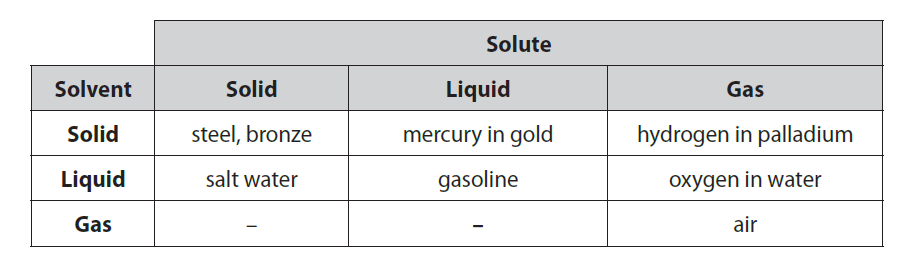 Solute
Solvent Solid Liquid Gas
Solid steel, bronze mercury in gold hydrogen in palladium
Liquid salt water gasoline oxygen in water
Gas – – air